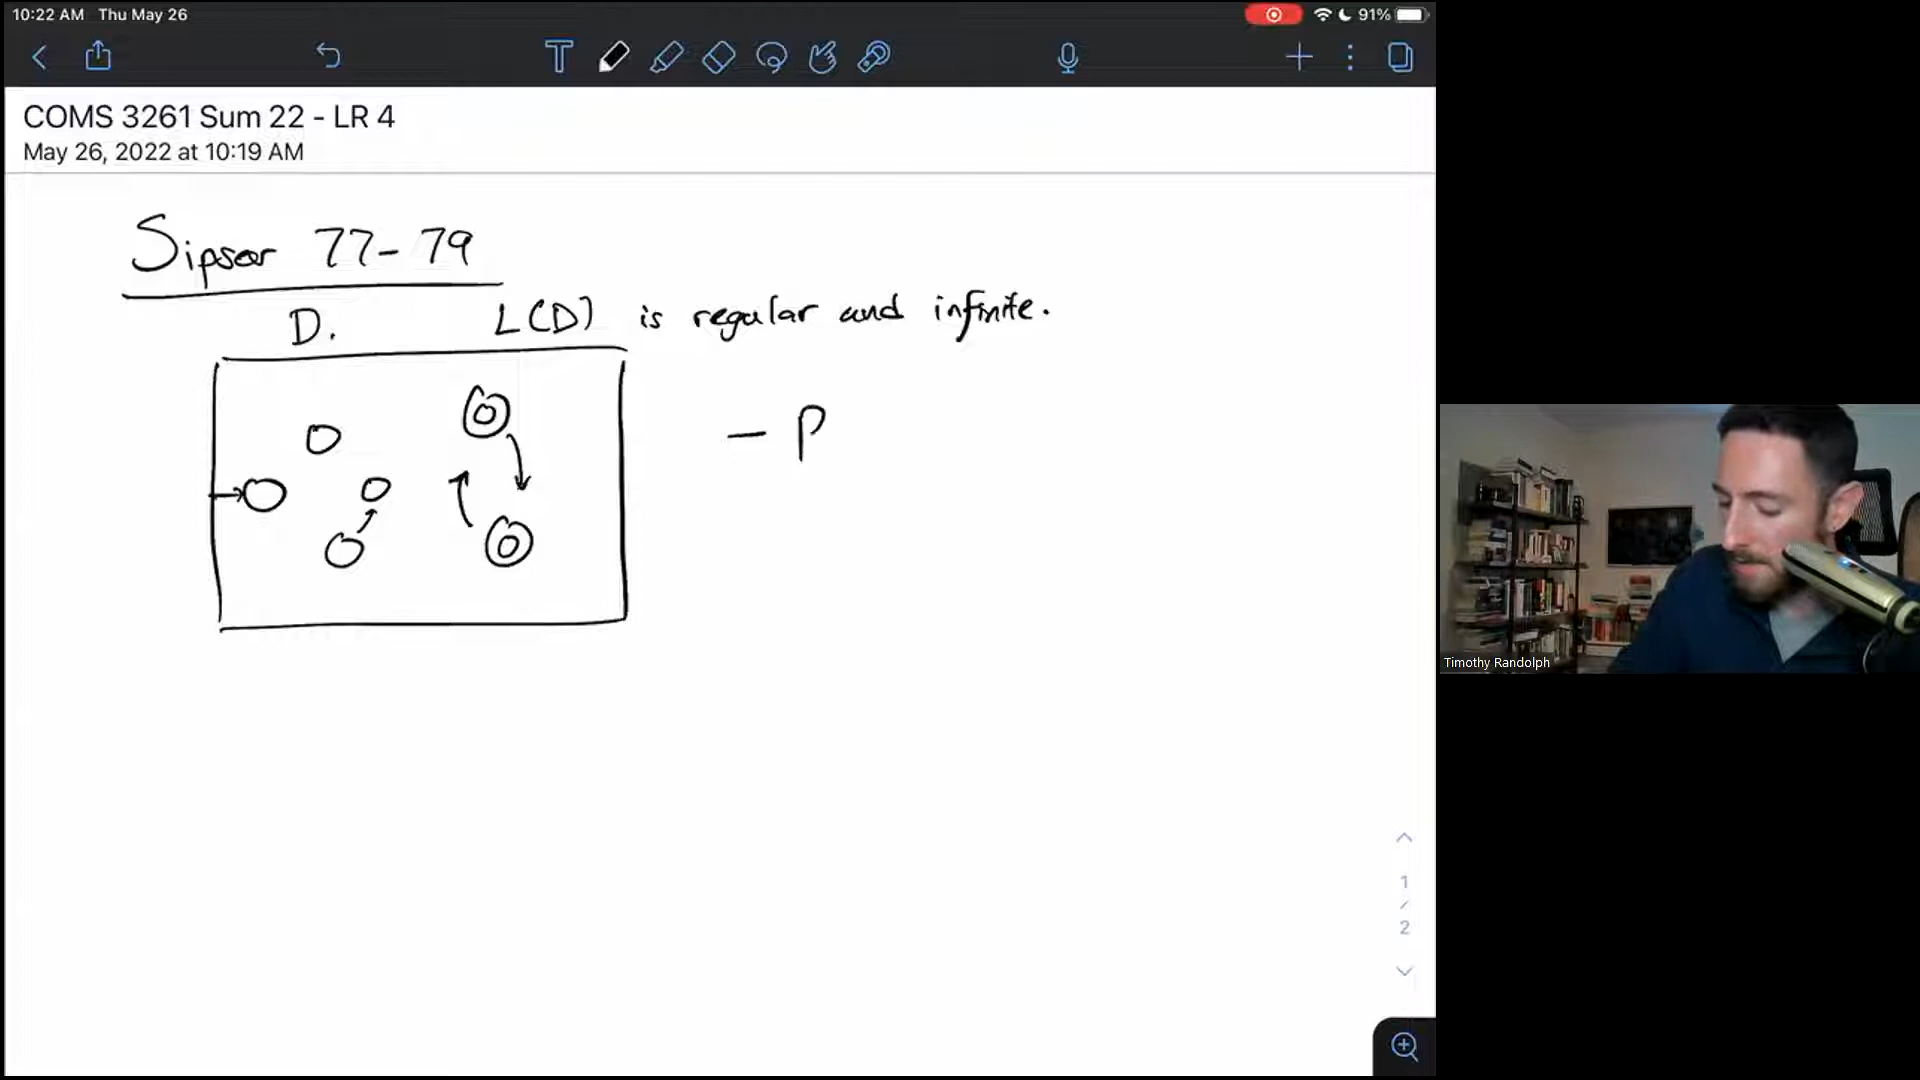 10:22 AM Thu May 26
91%
COMS 3261 Sum 22 - LR 4
May 26, 2022 at 10:19 AM
Sipser 77-79
D. L(D) is regular and infinite.
- P
1
/
2
Timothy Randolph